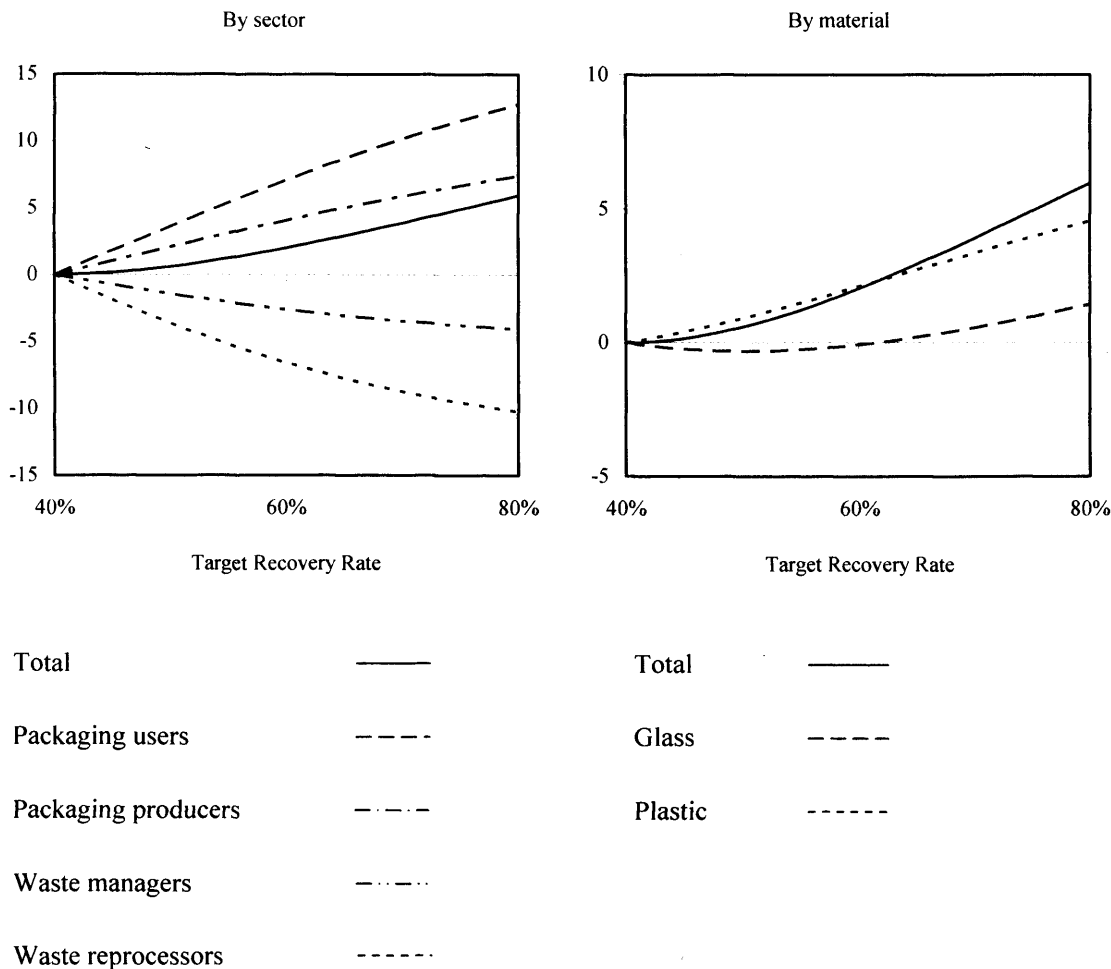 By sector
15
10
5
0
-5
-10
-15
40% 60% 80%
Target Recovery Rate
By material
10
5
0
-5
40% 60% 80%
Target Recovery Rate
Total
Packaging users
Packaging producers
Waste managers
Waste reprocessors
Total
Glass
Plastic